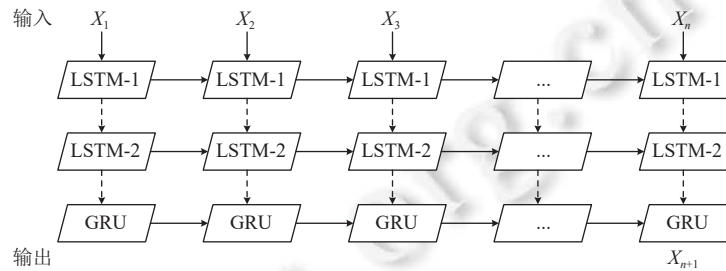 输入 X1 X2 X3 Xn
LSTM-1 LSTM-1 LSTM-1 ... LSTM-1
LSTM-2 LSTM-2 LSTM-2 ... LSTM-2
GRU GRU GRU ... GRU
输出 Xn+1